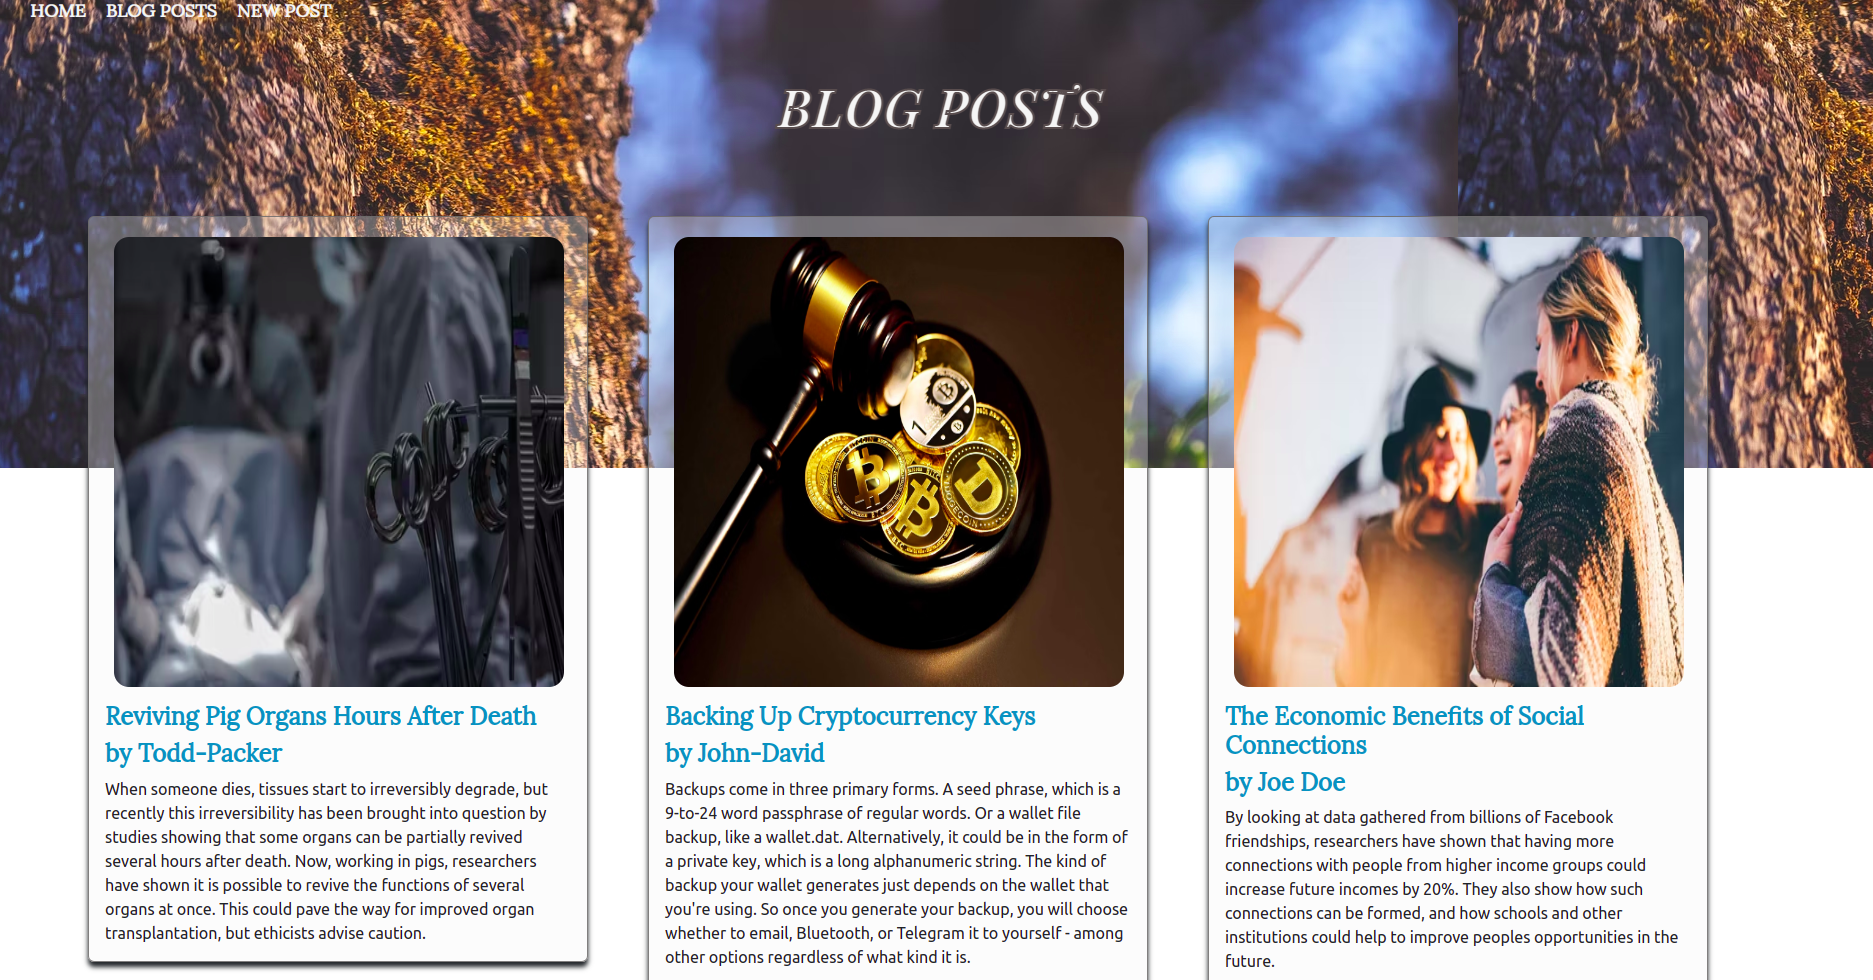 HOME BLOG POSTS NEW POST
BLOG POSTS
Reviving Pig Organs Hours After Death
by Todd-Packer
When someone dies, tissues start to irreversibly degrade, but
recently this irreversibility has been brought into question by
studies showing that some organs can be partially revived
several hours after death. Now, working in pigs, researchers
have shown it is possible to revive the functions of several
organs at once. This could pave the way for improved organ
transplantation, but ethicists advise caution.
Backing Up Cryptocurrency Keys
by John-David
Backups come in three primary forms. A seed phrase, which is a
9-to-24 word passphrase of regular words. Or a wallet file
backup, like a wallet.dat. Alternatively, it could be in the form of
a private key, which is a long alphanumeric string. The kind of
backup your wallet generates just depends on the wallet that
you're using. So once you generate your backup, you will choose
whether to email, Bluetooth, or Telegram it to yourself - among
other options regardless of what kind it is.
The Economic Benefits of Social
Connections
by Joe Doe
By looking at data gathered from billions of Facebook
friendships, researchers have shown that having more
connections with people from higher income groups could
increase future incomes by 20%. They also show how such
connections can be formed, and how schools and other
institutions could help to improve peoples opportunities in the
future.